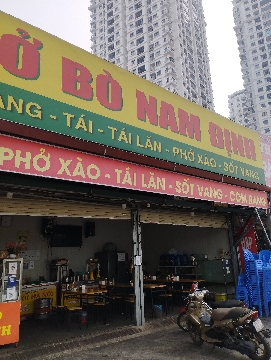 Ở BÒ NAM ĐỊNH
ANG - TÁI - TÁI LĂN - PHỞ XÀO - SỐT VANG
PHỞ XÀO - TÁI LĂN - SỐT VANG - CƠM RANG